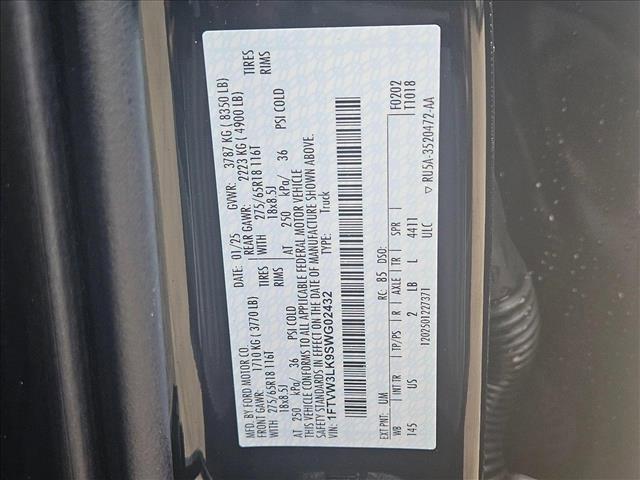 MFD. BY FORD MOTOR CO. DATE: 01/25 GVWR: 3787 KG ( 8350 LB)
FRONT GAWR: 1710 KG (3770 LB) REAR GAWR: 2223 KG ( 4900 LB)
WITH 275/65R18 116T TIRES WITH 275/65R18 116T TIRES
18x8.5J RIMS 18x8.5J RIMS
AT 250 kPa/ 36 PSI COLD AT 250 kPa/ 36 PSI COLD
THIS VEHICLE CONFORMS TO ALL APPLICABLE FEDERAL MOTOR VEHICLE
SAFETY STANDARDS IN EFFECT ON THE DATE OF MANUFACTURE SHOWN ABOVE.
VIN: 1FTVW3LK9SWG02432 TYPE: Truck
F0202
T1018
EXT PNT: UM RC: 85 DSO:
WB INT TR TP/PS R AXLE TR SPR
145 US 2 LB L 4411
ULC
1202501227371 ▽ RU5A-3520472-AA